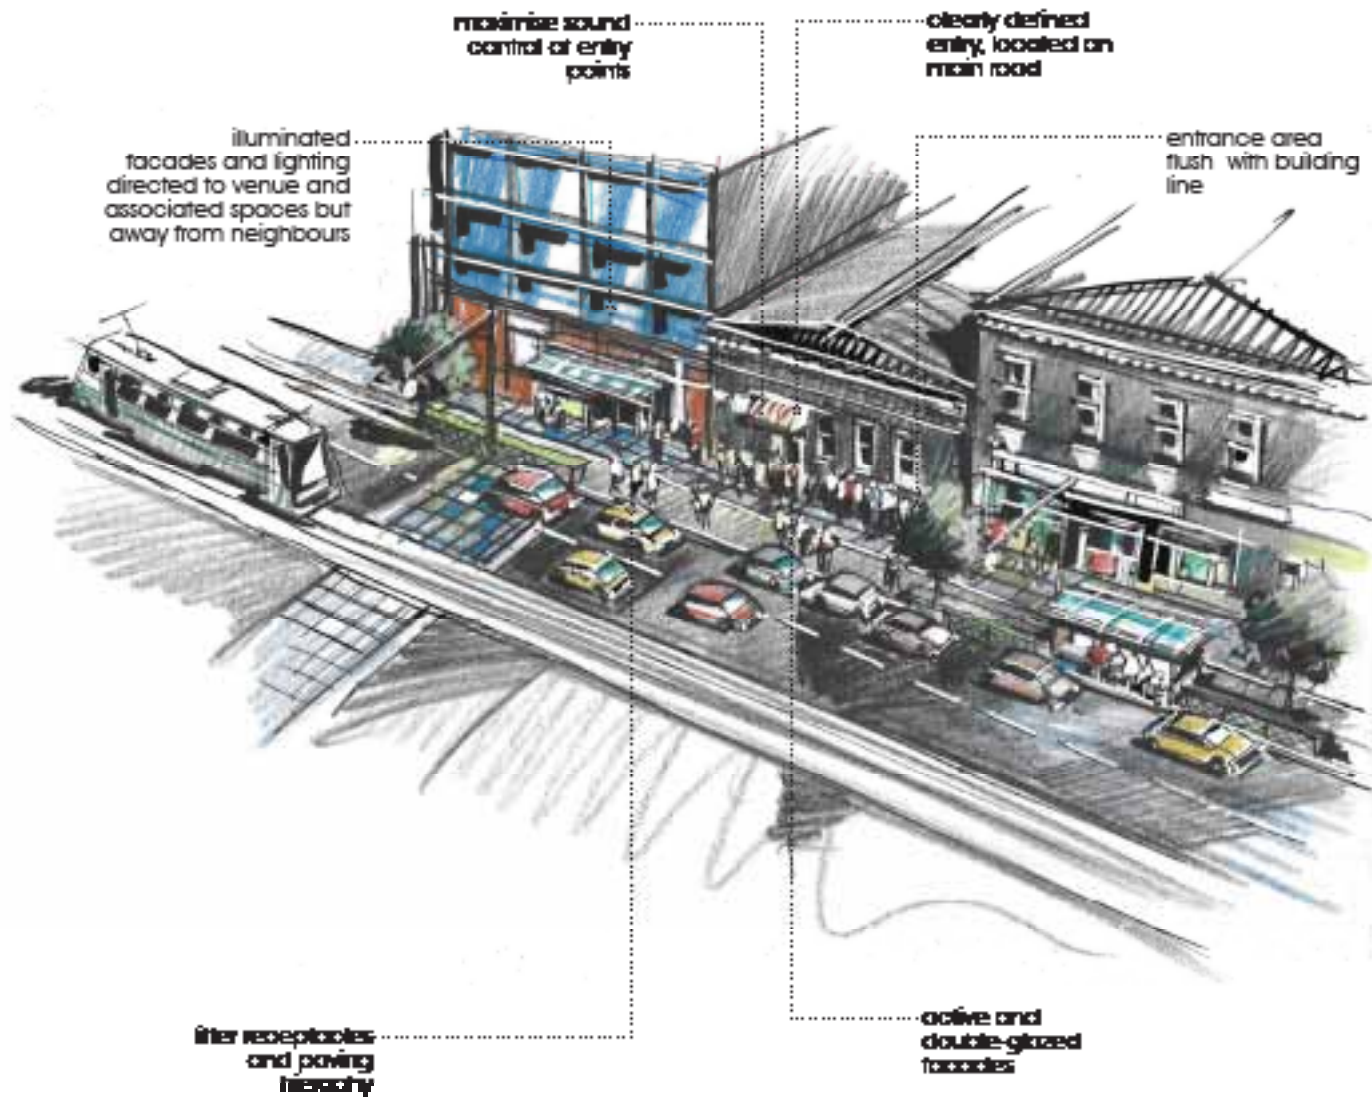 maximise sound
control at entry
points
clearly defined
entry, located on
main road
illuminated
facades and lighting
directed to venue and
associated spaces but
away from neighbours
entrance area
flush with building
line
litter receptacles
and paving
hierachy
active and
double-glazed
facades